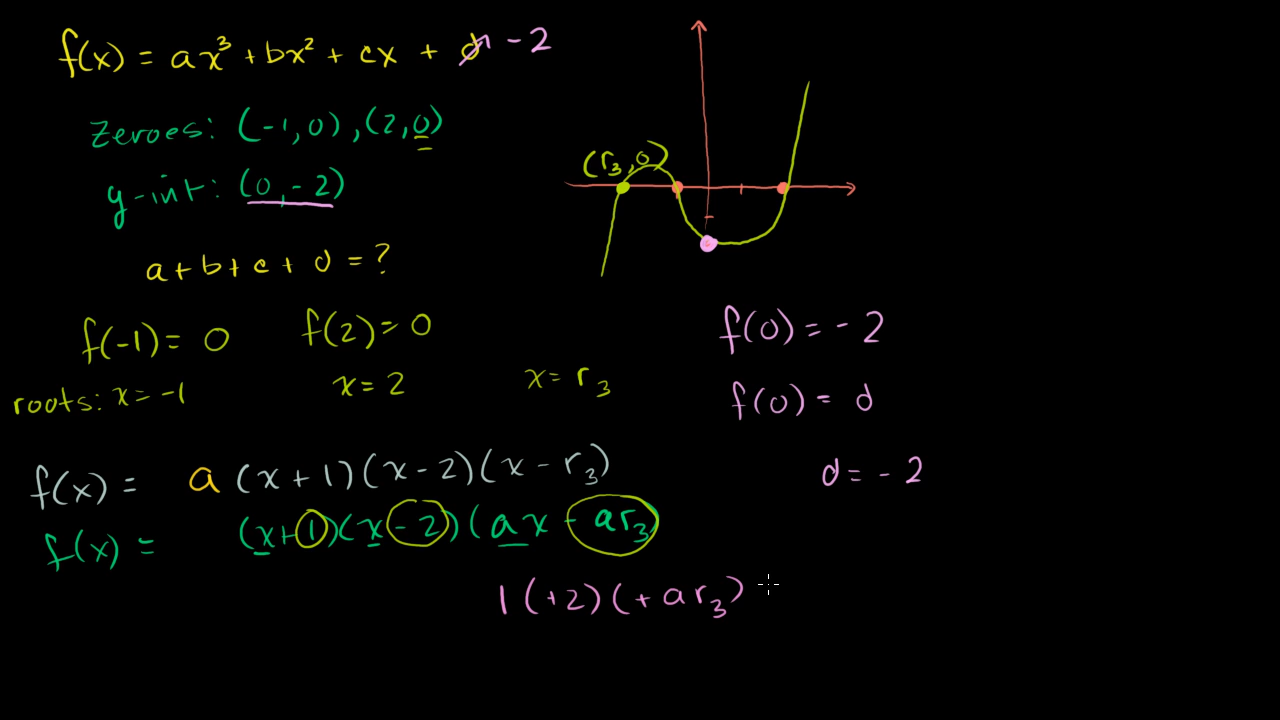 f(x) = ax³ + bx² + cx + d → -2
zeroes: (-1,0), (2,0)
y-int: (0,-2)
(r₃,0)
a+b+c+d=?
f(-1)=0 f(2)=0
roots: x=-1 x=2 x=r₃
f(0)=-2
f(0)=d
d=-2
f(x)= a(x+1)(x-2)(x-r₃)
f(x)= (x+1)(x-2)(ax-ar₃)
1(+2)(+ar₃)